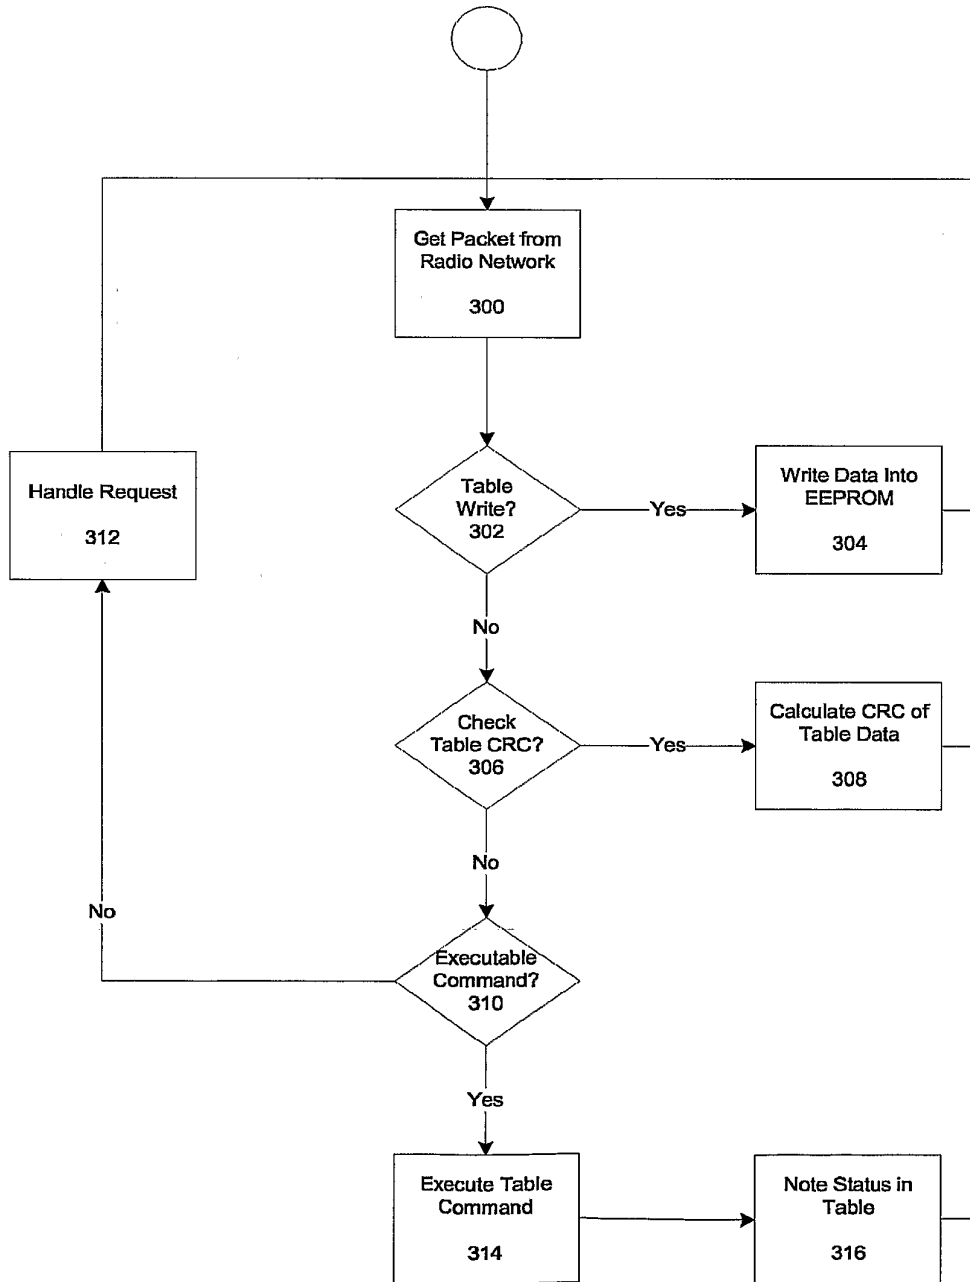 Get Packet from
Radio Network
300
Table
Write?
302
Yes
Write Data Into
EEPROM
304
Handle Request
312
No
Check
Table CRC?
306
Yes
Calculate CRC of
Table Data
308
No
No
Executable
Command?
310
Yes
Execute Table
Command
314
Note Status in
Table
316